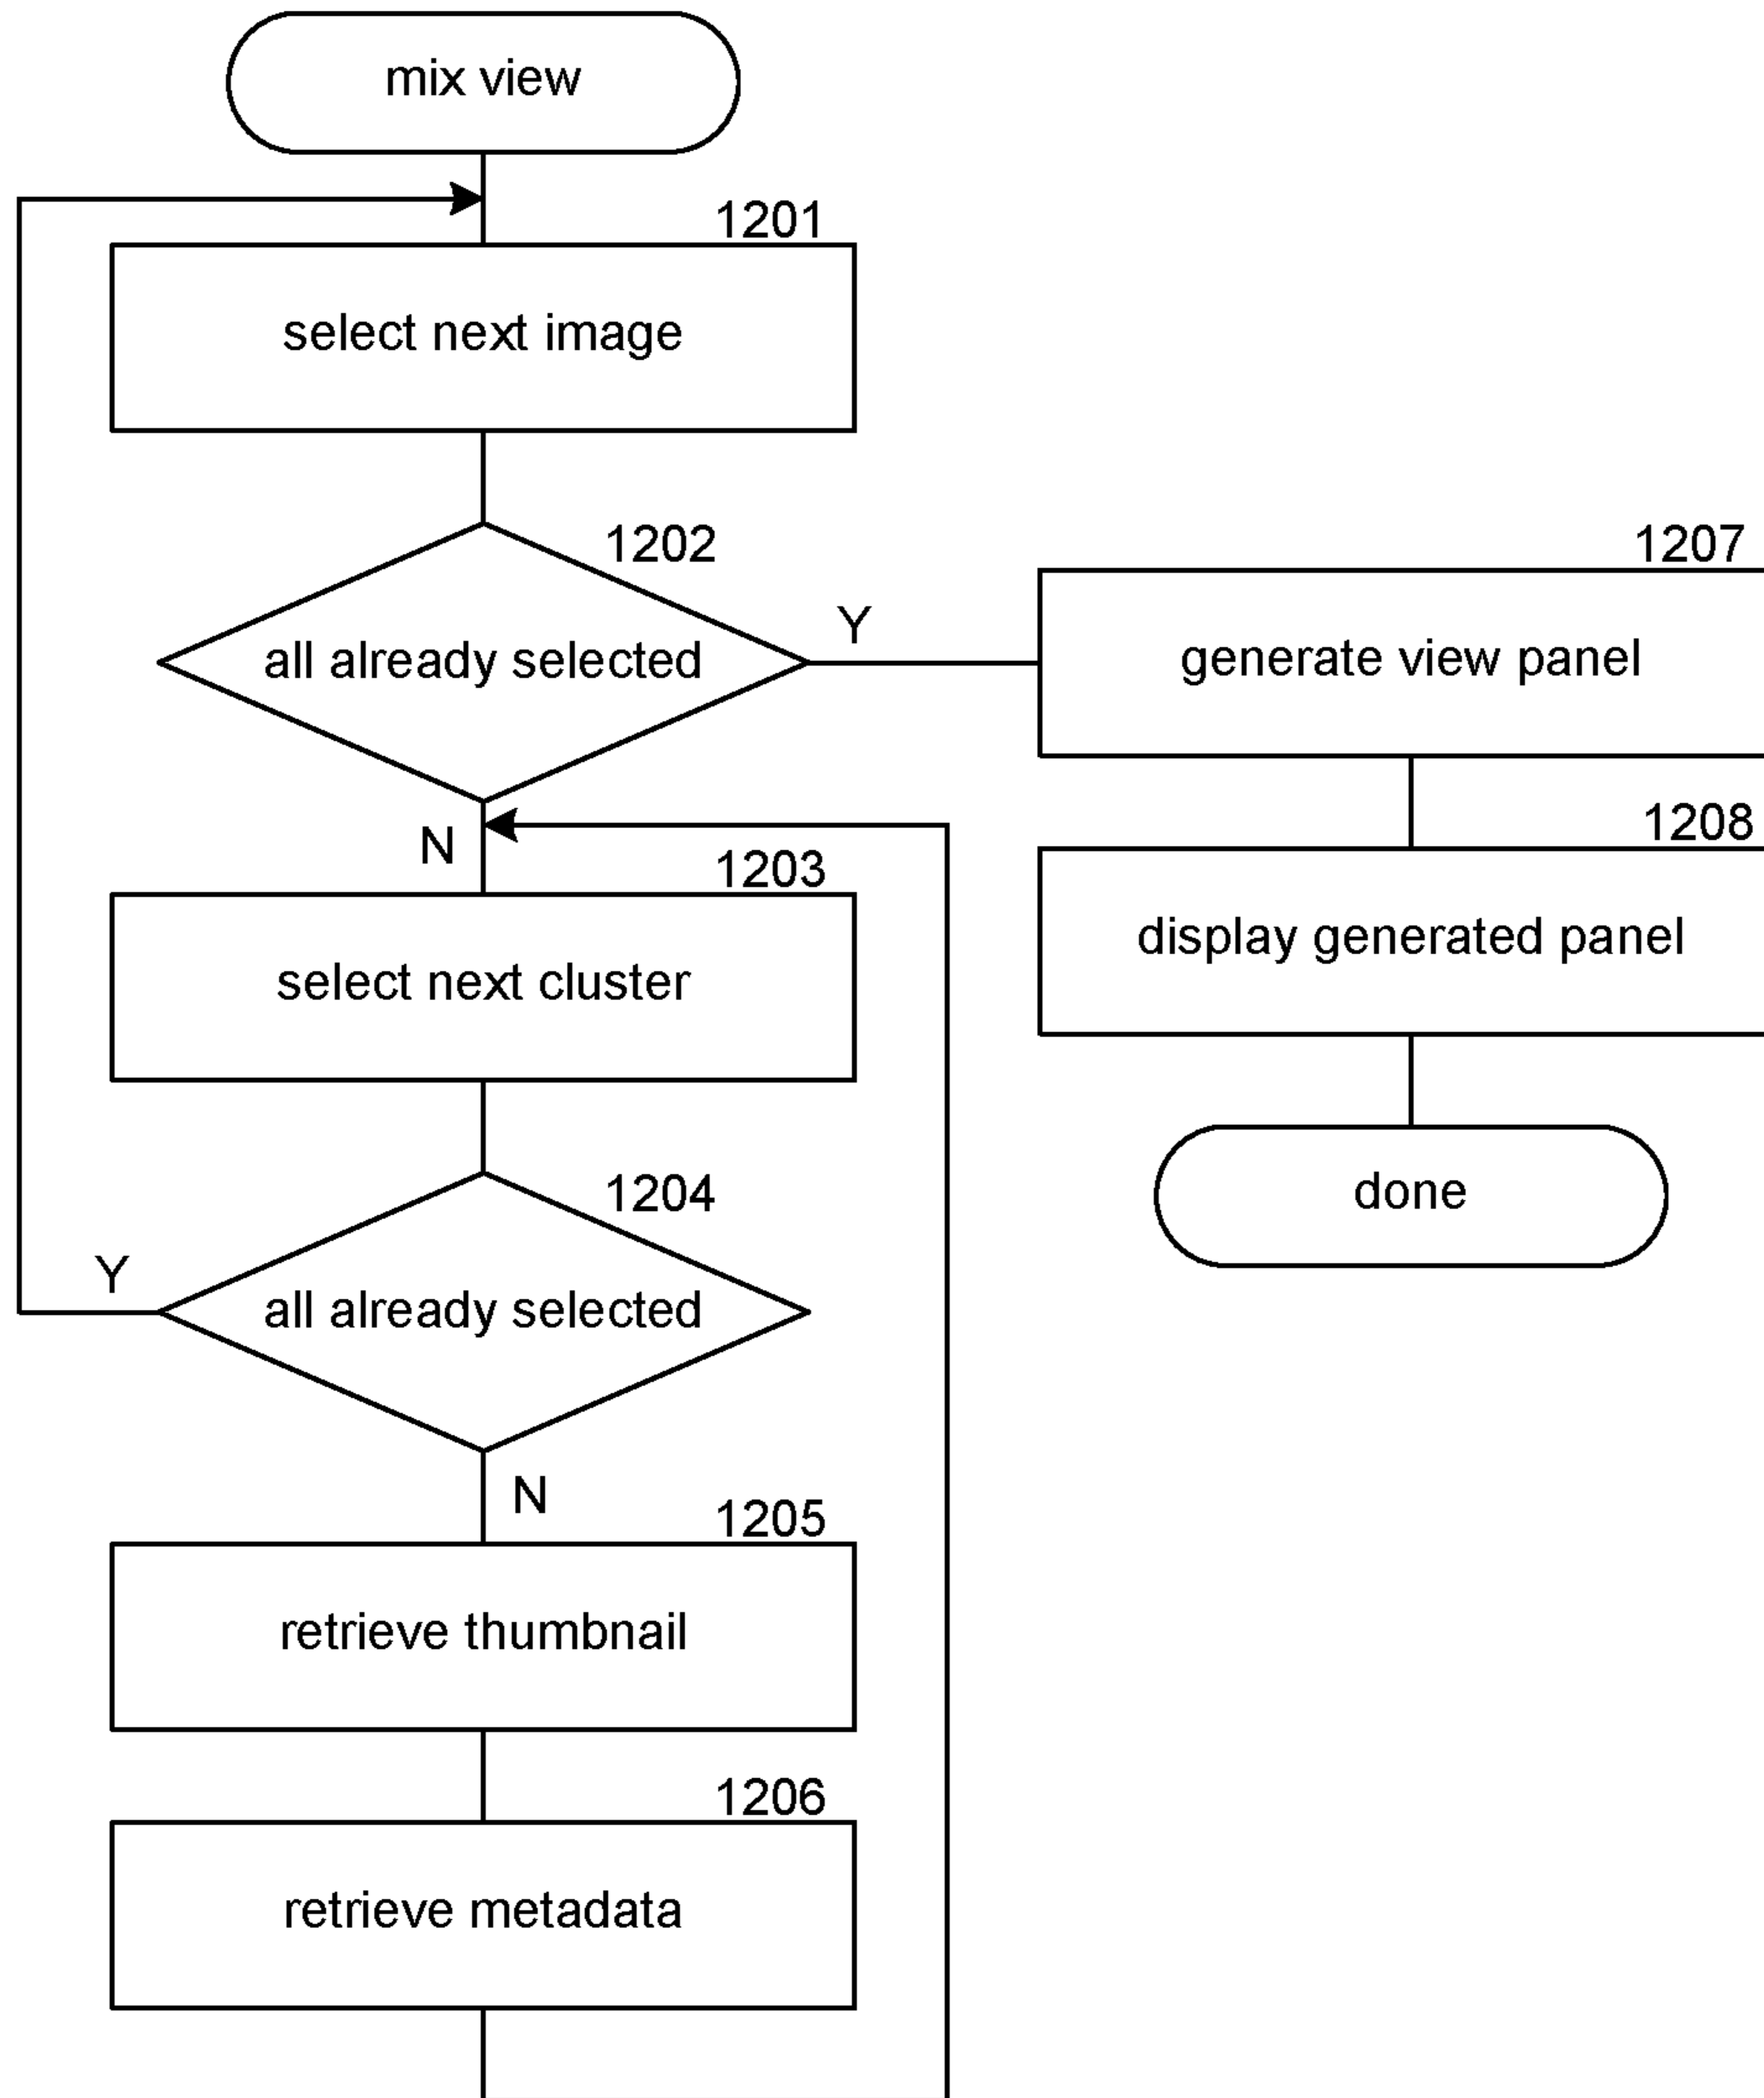 mix view
1201
select next image
1202
all already selected
Y
N
1203
select next cluster
1204
all already selected
Y
N
1205
retrieve thumbnail
1206
retrieve metadata
1207
generate view panel
1208
display generated panel
done